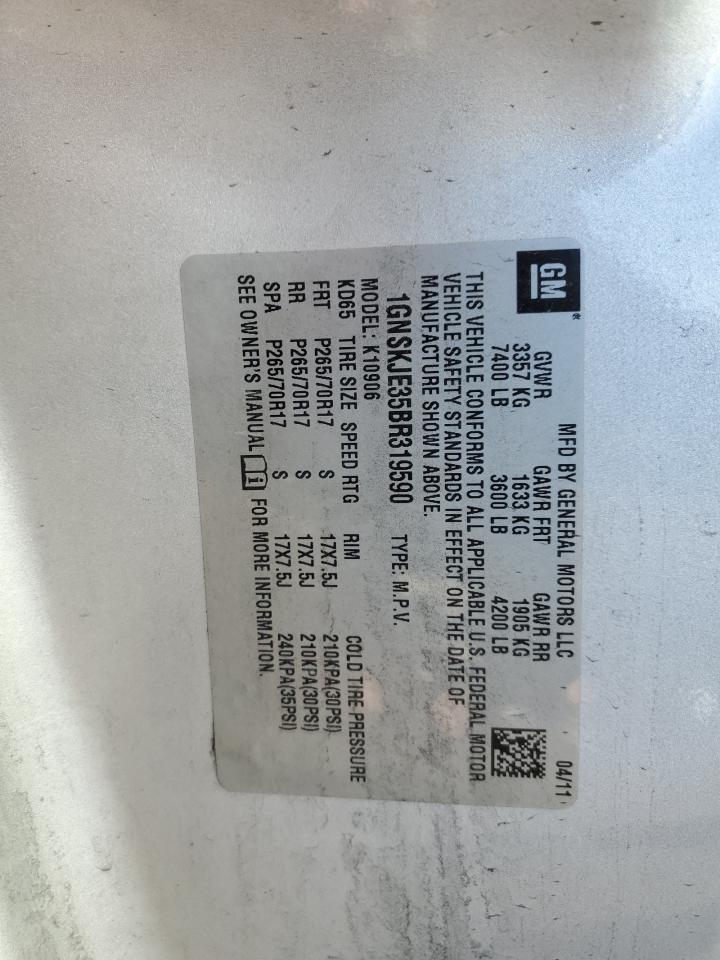 GM*
MFD BY GENERAL MOTORS LLC 04/11
GVWR GAWR FRT GAWR RR
3357 KG 1633 KG 1905 KG
7400 LB 3600 LB 4200 LB
THIS VEHICLE CONFORMS TO ALL APPLICABLE U.S. FEDERAL MOTOR
VEHICLE SAFETY STANDARDS IN EFFECT ON THE DATE OF
MANUFACTURE SHOWN ABOVE.
1GNSKJE35BR319590 TYPE: M.P.V.
MODEL: K10906
KD65 TIRE SIZE SPEED RTG RIM COLD TIRE PRESSURE
FRT P265/70R17 S 17X7.5J 210KPA(30PSI)
RR P265/70R17 S 17X7.5J 210KPA(30PSI)
SPA P265/70R17 S 17X7.5J 240KPA(35PSI)
SEE OWNER'S MANUAL i FOR MORE INFORMATION.